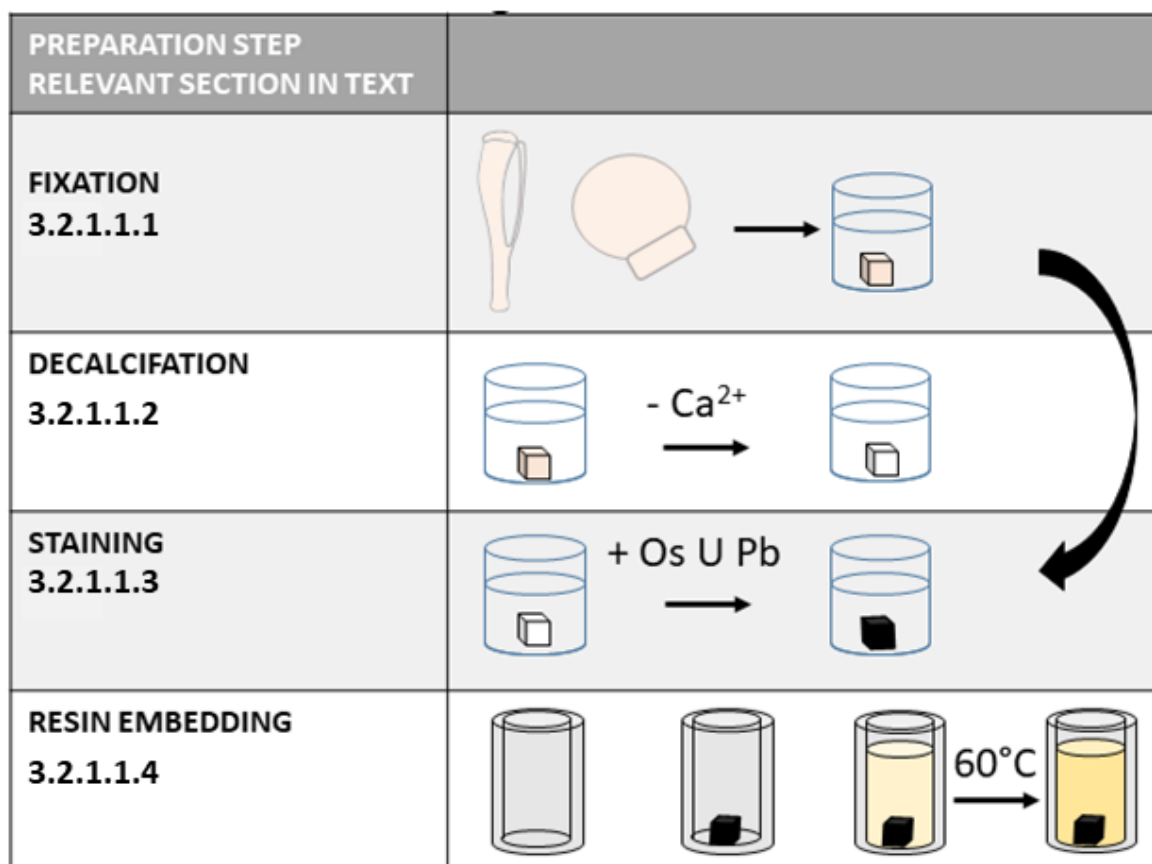 PREPARATION STEP
RELEVANT SECTION IN TEXT
FIXATION
3.2.1.1.1
DECALCIFATION
3.2.1.1.2
- Ca²⁺
STAINING
3.2.1.1.3
+ Os U Pb
RESIN EMBEDDING
3.2.1.1.4
60°C